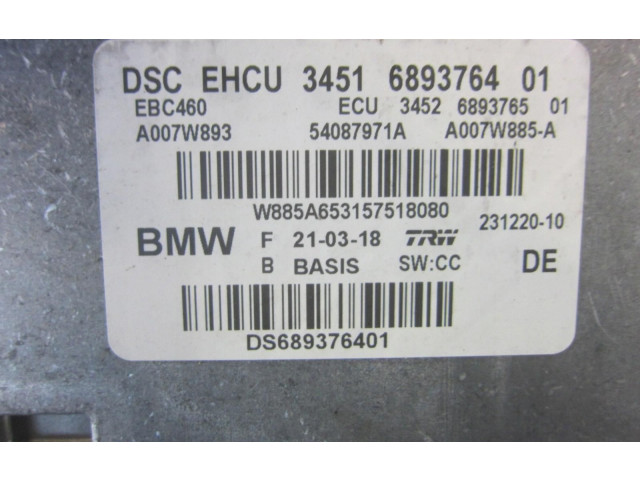 DSC EHCU 3451 6893764 01
EBC460 ECU 3452 6893765 01
A007W893 54087971A A007W885-A
W885A653157518080
231220-10
BMW F 21-03-18 TRW
B BASIS SW:CC DE
DS689376401